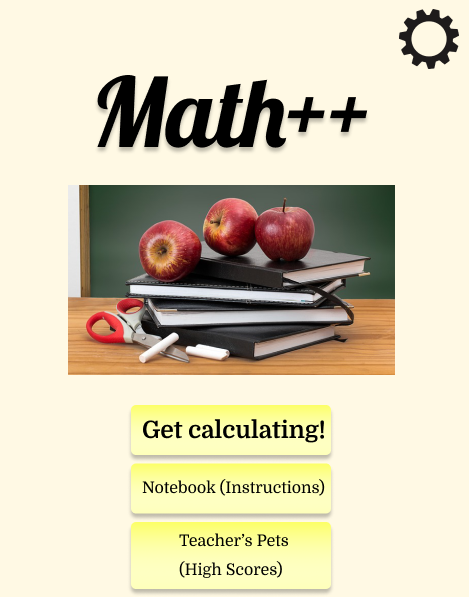 Math++
Get calculating!
Notebook (Instructions)
Teacher’s Pets
(High Scores)